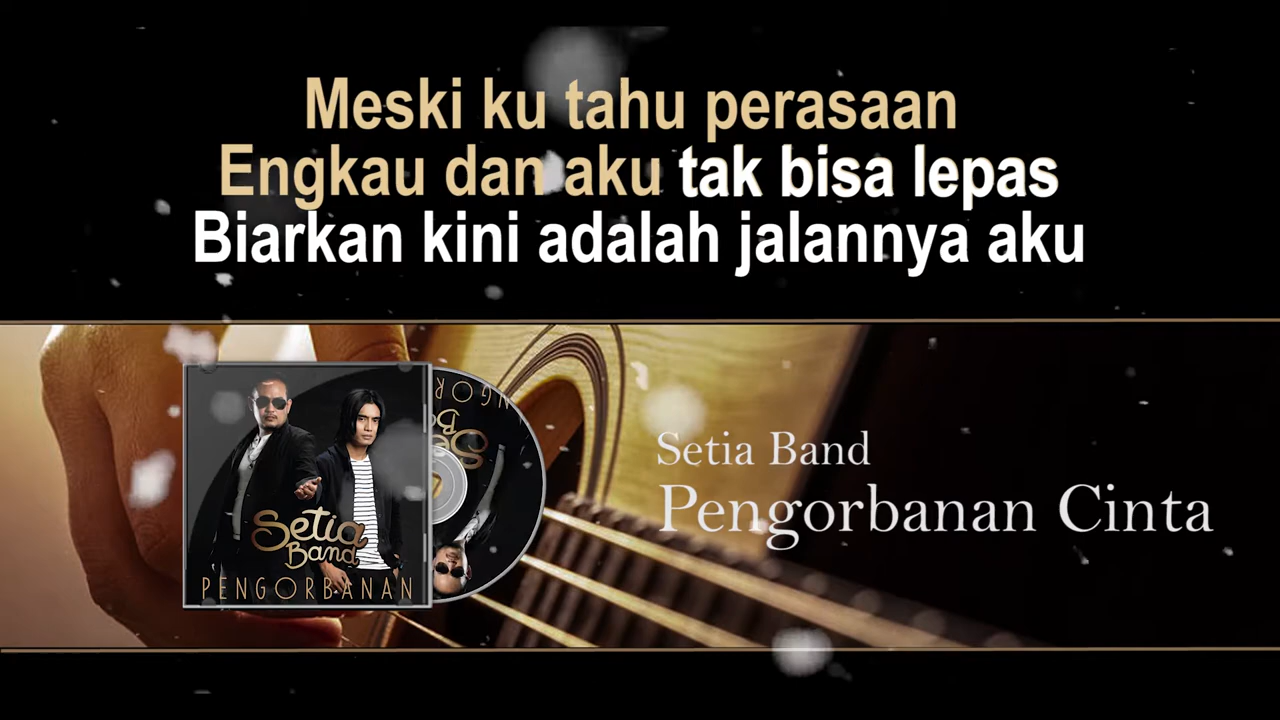 Meski ku tahu perasaan
Engkau dan aku tak bisa lepas
Biarkan kini adalah jalannya aku
Setia Band
Pengorbanan Cinta
Setia
Band
PENGORBANAN
Setia